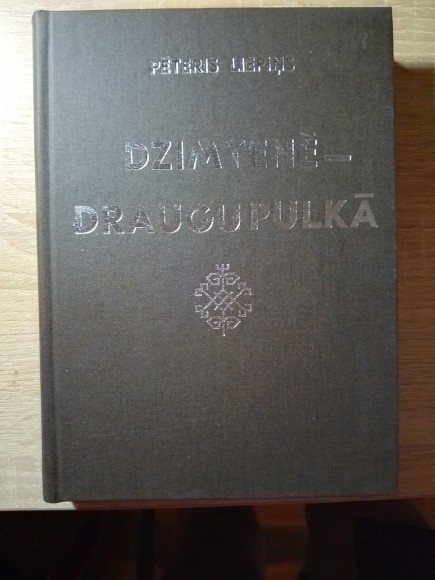 PĒTERIS LIEPIŅŠ
DZIMTENĒ–
DRAUGU PULKĀ